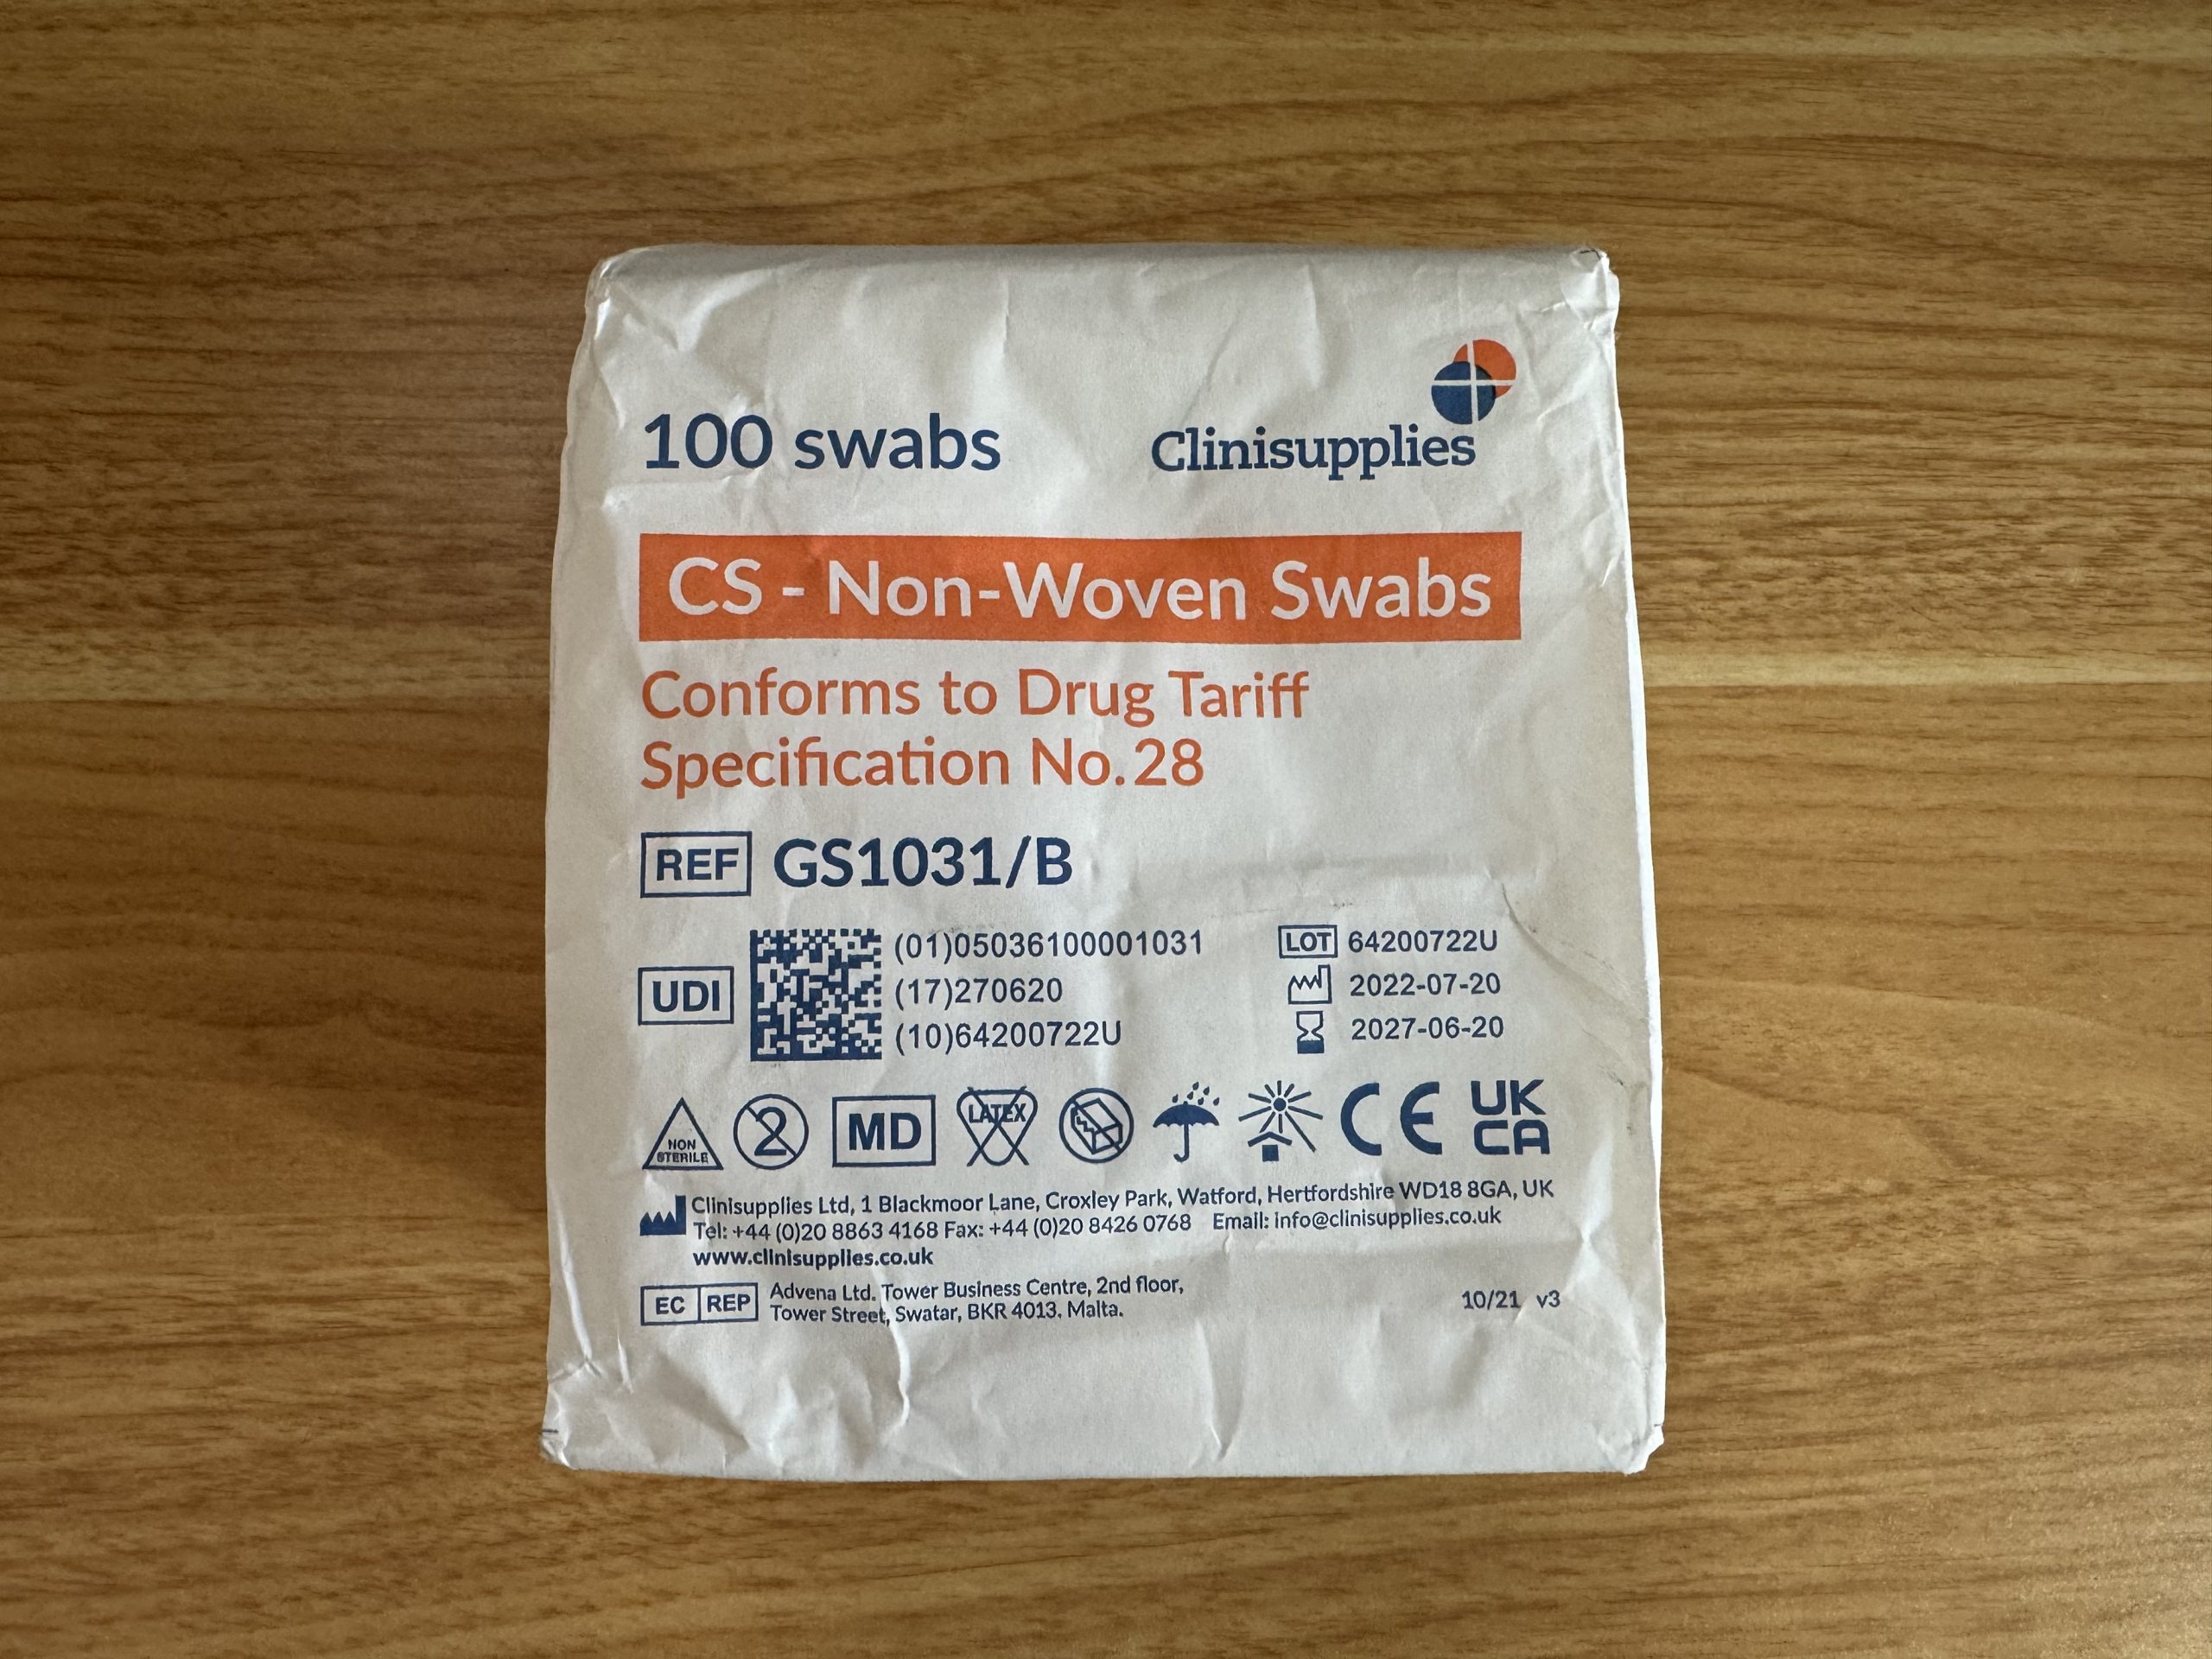 100 swabs
Clinisupplies
CS - Non-Woven Swabs
Conforms to Drug Tariff
Specification No.28
REF GS1031/B
UDI
(01)05036100001031
(17)270620
(10)64200722U
LOT 64200722U
2022-07-20
2027-06-20
NON
STERILE
2
MD
LATEX
CE
UK
CA
Clinisupplies Ltd, 1 Blackmoor Lane, Croxley Park, Watford, Hertfordshire WD18 8GA, UK
Tel: +44 (0)20 8863 4168 Fax: +44 (0)20 8426 0768 Email: info@clinisupplies.co.uk
www.clinisupplies.co.uk
EC REP
Advena Ltd. Tower Business Centre, 2nd floor,
Tower Street, Swatar, BKR 4013. Malta.
10/21 v3